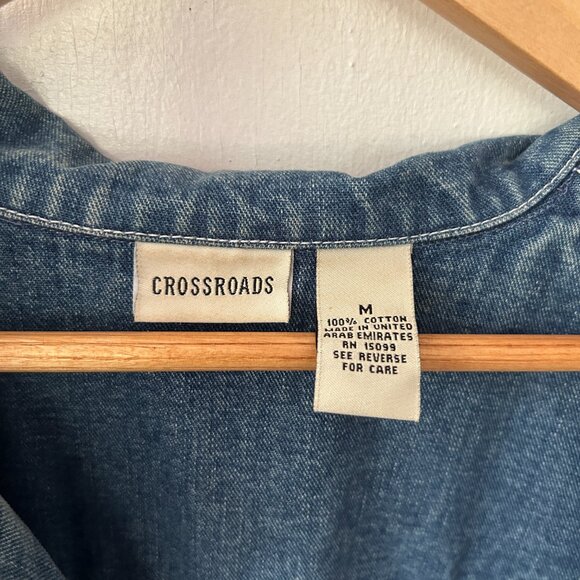 CROSSROADS
M
100% COTTON
MADE IN UNITED
ARAB EMIRATES
RN 15099
SEE REVERSE
FOR CARE